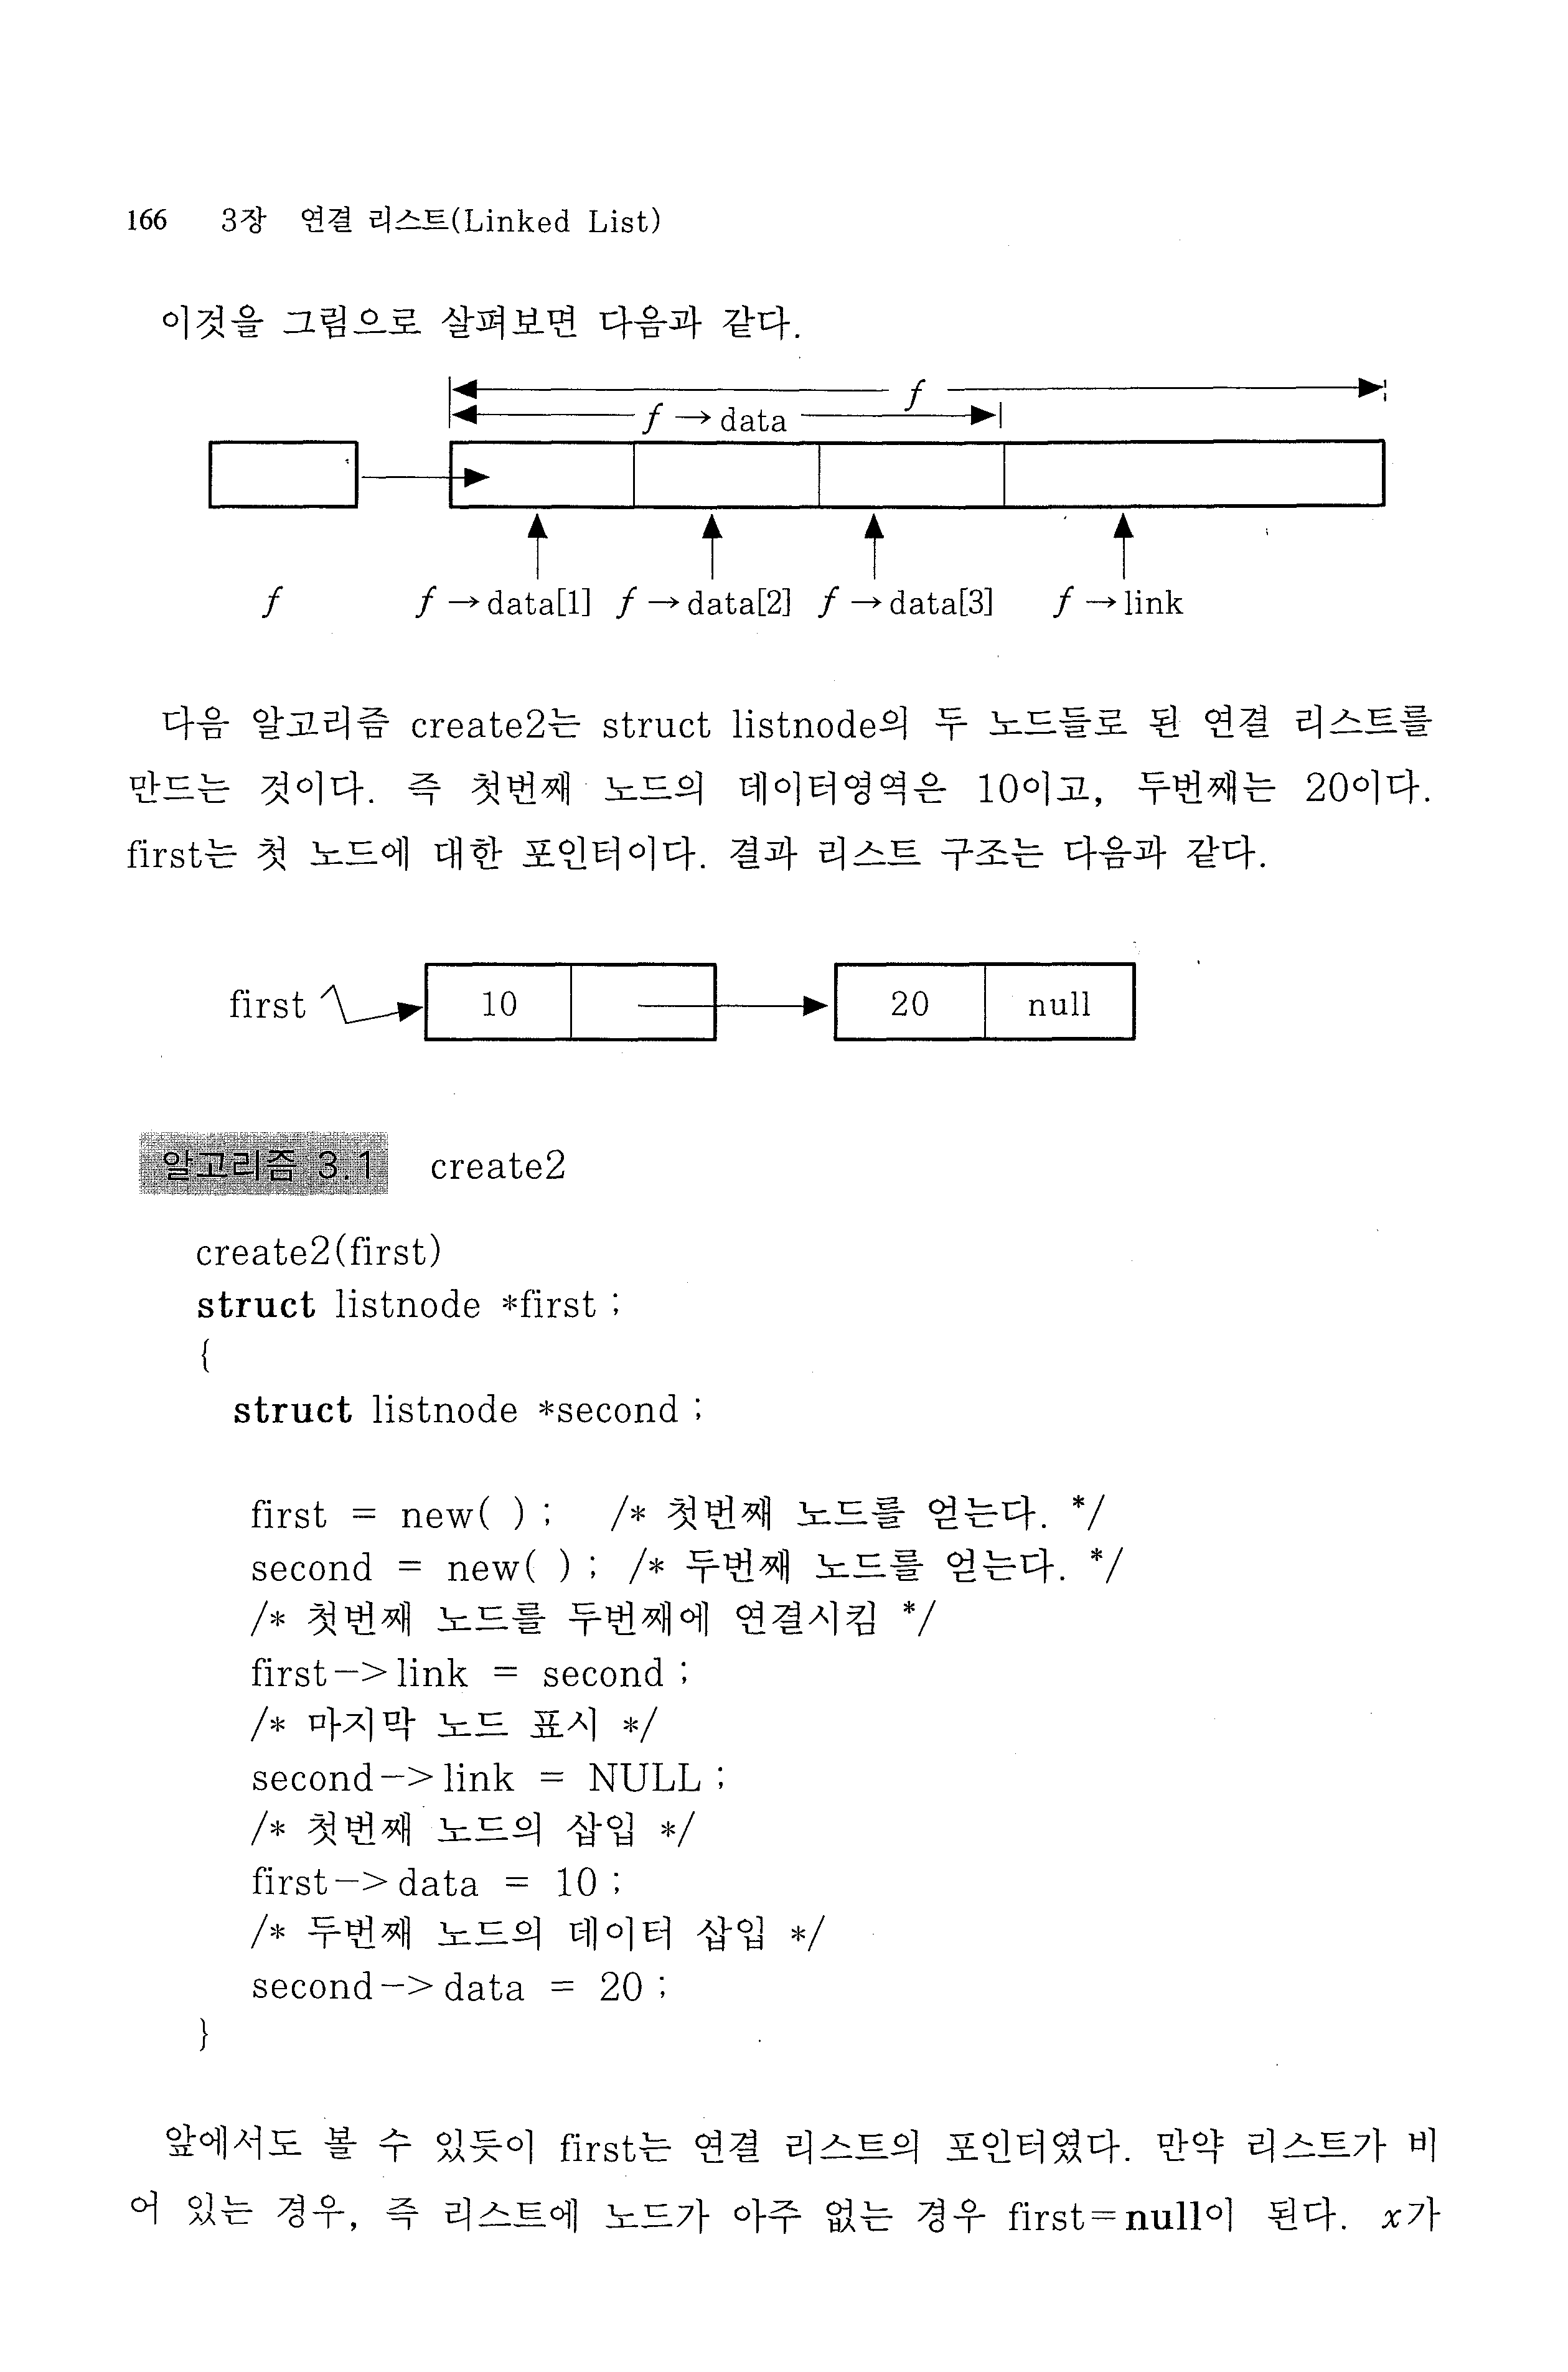 166 3장 연결 리스트(Linked List)
이것을 그림으로 살펴보면 다음과 같다.
f
f → data
f f → data[1] f → data[2] f → data[3] f → link
다음 알고리즘 create2는 struct listnode의 두 노드들로 된 연결 리스트를
만드는 것이다. 즉 첫번째 노드의 데이터영역은 10이고, 두번째는 20이다.
first는 첫 노드에 대한 포인터이다. 결과 리스트 구조는 다음과 같다.
first 10 20 null
알고리즘 3.1 create2
create2(first)
struct listnode *first ;
{
struct listnode *second ;
first = new( ) ; /* 첫번째 노드를 얻는다. */
second = new( ) ; /* 두번째 노드를 얻는다. */
/* 첫번째 노드를 두번째에 연결시킴 */
first−>link = second ;
/* 마지막 노드 표시 */
second−>link = NULL ;
/* 첫번째 노드의 삽입 */
first−>data = 10 ;
/* 두번째 노드의 데이터 삽입 */
second−>data = 20 ;
}
앞에서도 볼 수 있듯이 first는 연결 리스트의 포인터였다. 만약 리스트가 비
어 있는 경우, 즉 리스트에 노드가 아주 없는 경우 first=null이 된다. x가